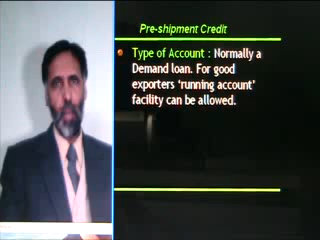 Pre-shipment Credit
Type of Account : Normally a
Demand loan. For good
exporters ‘running account’
facility can be allowed.